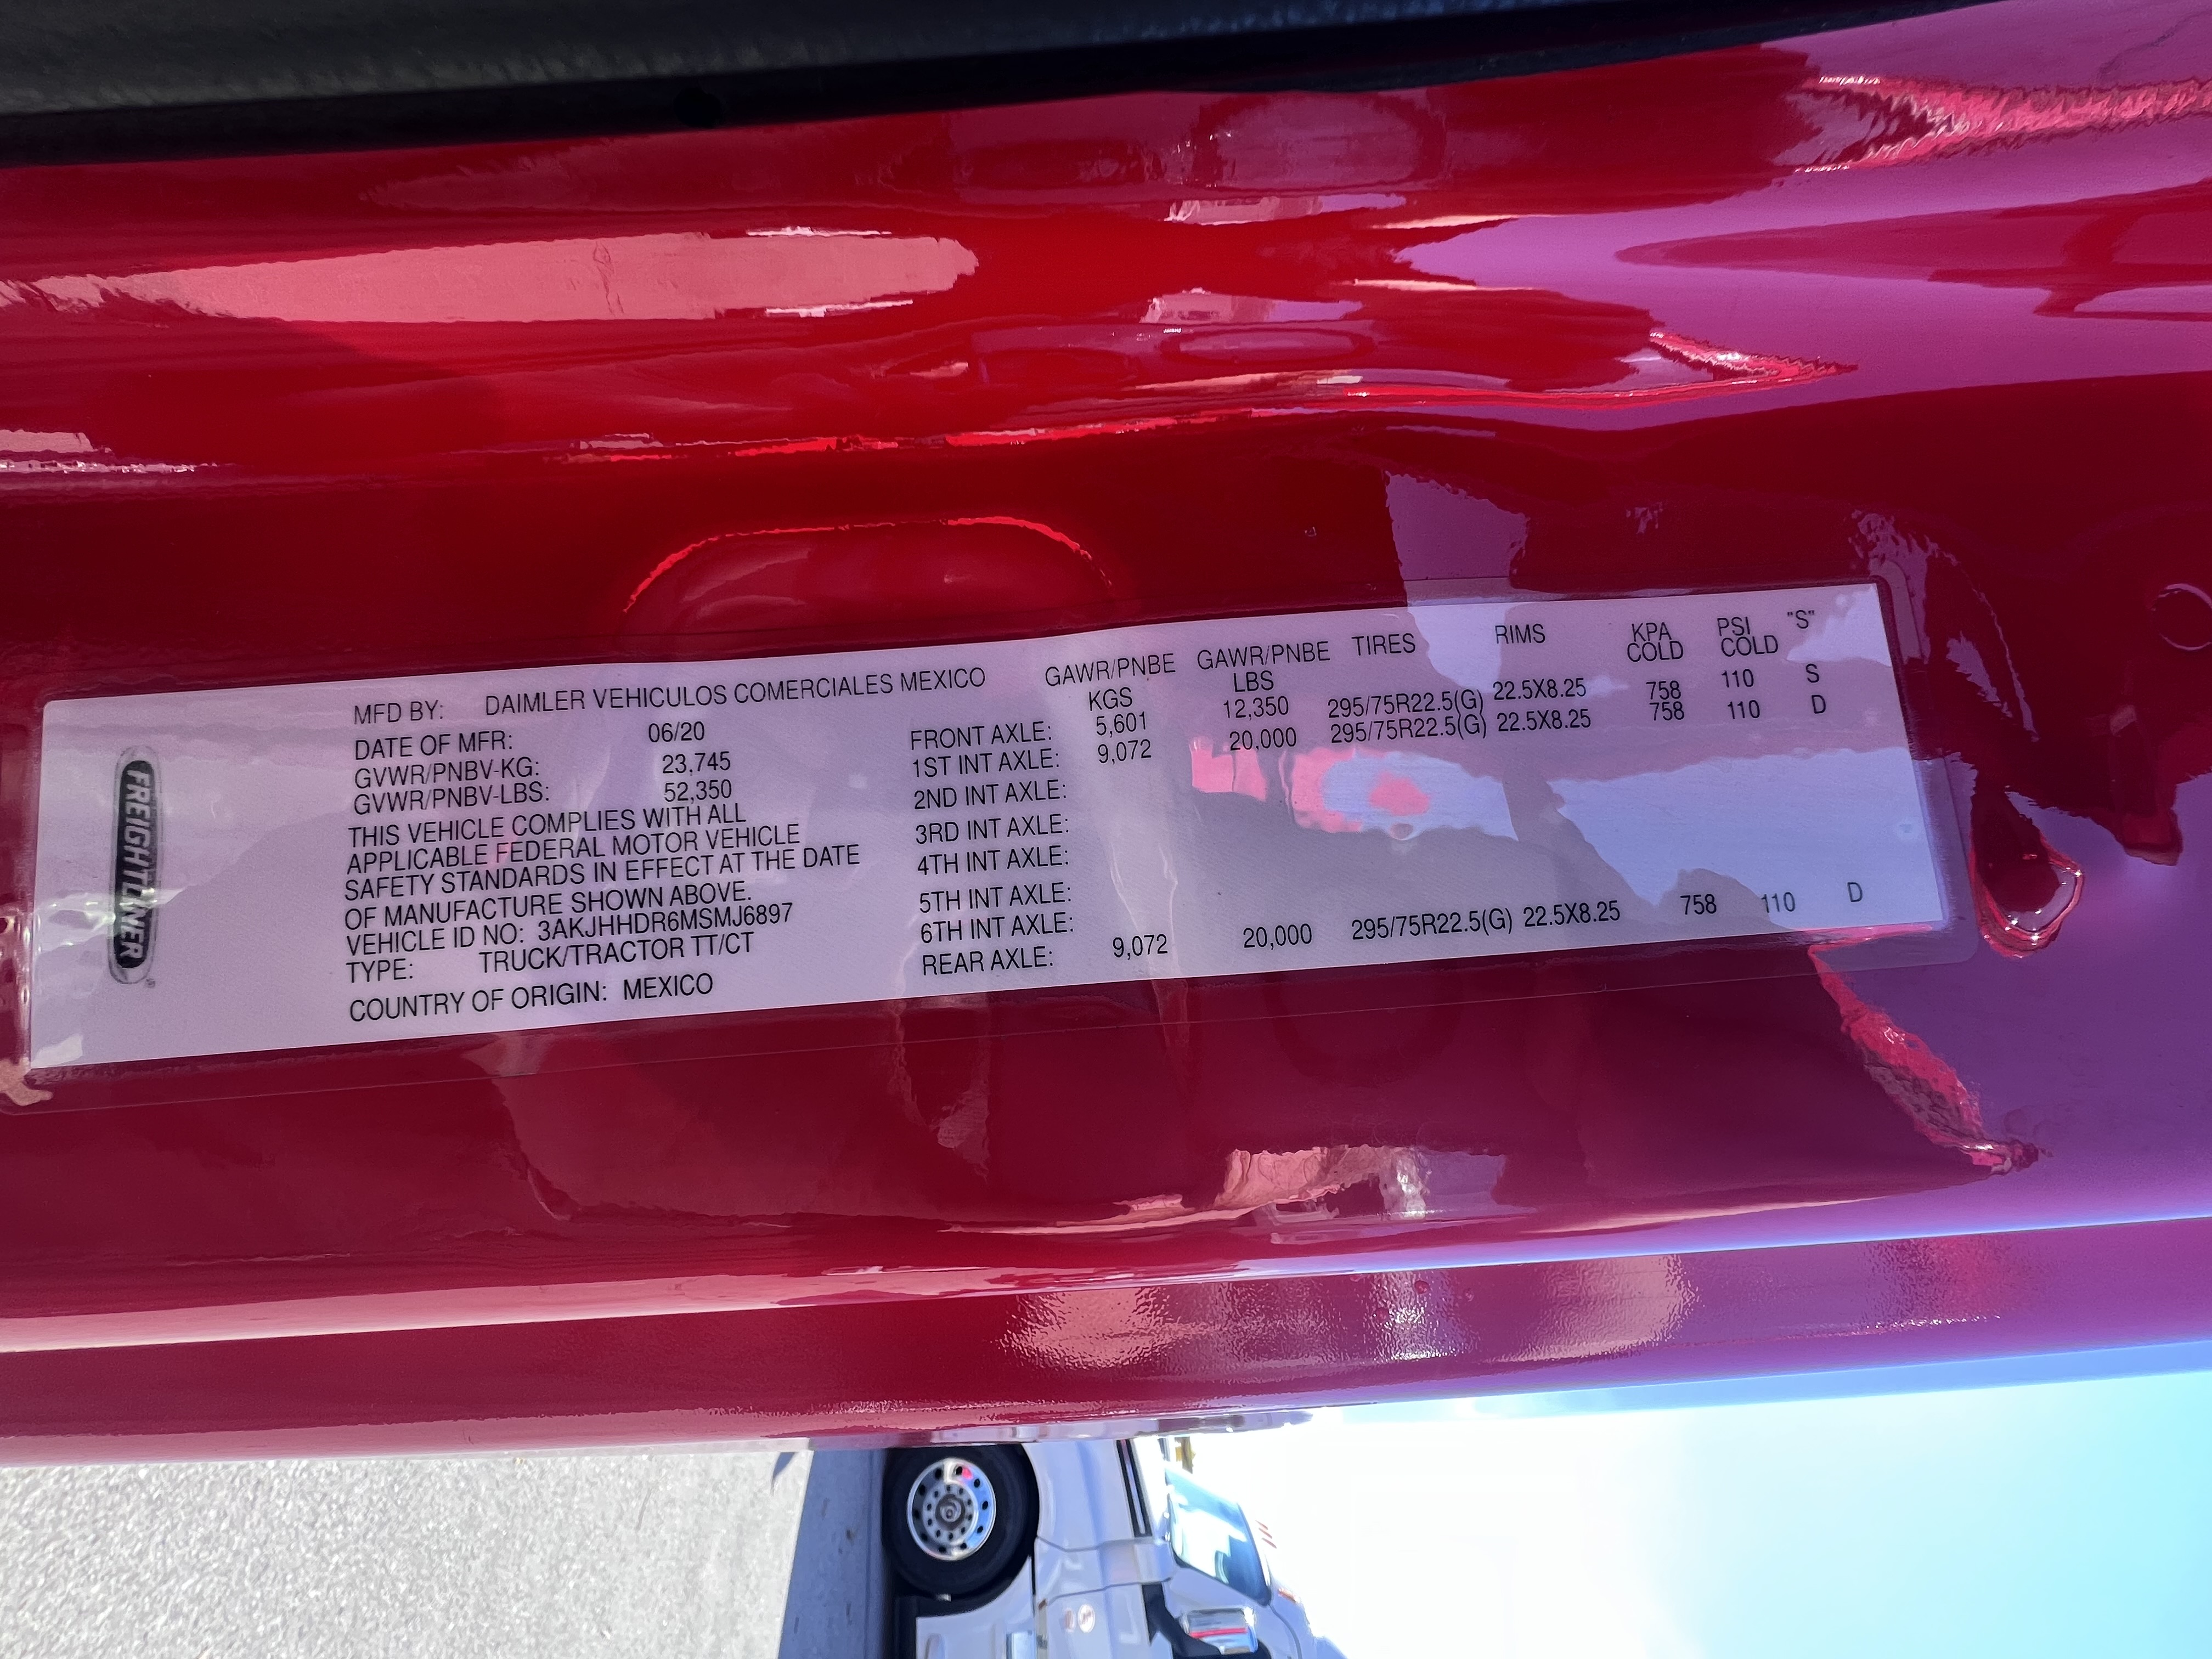 FREIGHTLINER
MFD BY: DAIMLER VEHICULOS COMERCIALES MEXICO
DATE OF MFR: 06/20
GVWR/PNBV-KG: 23,745
GVWR/PNBV-LBS: 52,350
THIS VEHICLE COMPLIES WITH ALL
APPLICABLE FEDERAL MOTOR VEHICLE
SAFETY STANDARDS IN EFFECT AT THE DATE
OF MANUFACTURE SHOWN ABOVE.
VEHICLE ID NO: 3AKJHHDR6MSMJ6897
TYPE: TRUCK/TRACTOR TT/CT
COUNTRY OF ORIGIN: MEXICO
GAWR/PNBE GAWR/PNBE TIRES RIMS KPA PSI "S"
KGS LBS COLD COLD
FRONT AXLE: 5,601 12,350 295/75R22.5(G) 22.5X8.25 758 110 S
1ST INT AXLE: 9,072 20,000 295/75R22.5(G) 22.5X8.25 758 110 D
2ND INT AXLE:
3RD INT AXLE:
4TH INT AXLE:
5TH INT AXLE:
6TH INT AXLE:
REAR AXLE: 9,072 20,000 295/75R22.5(G) 22.5X8.25 758 110 D